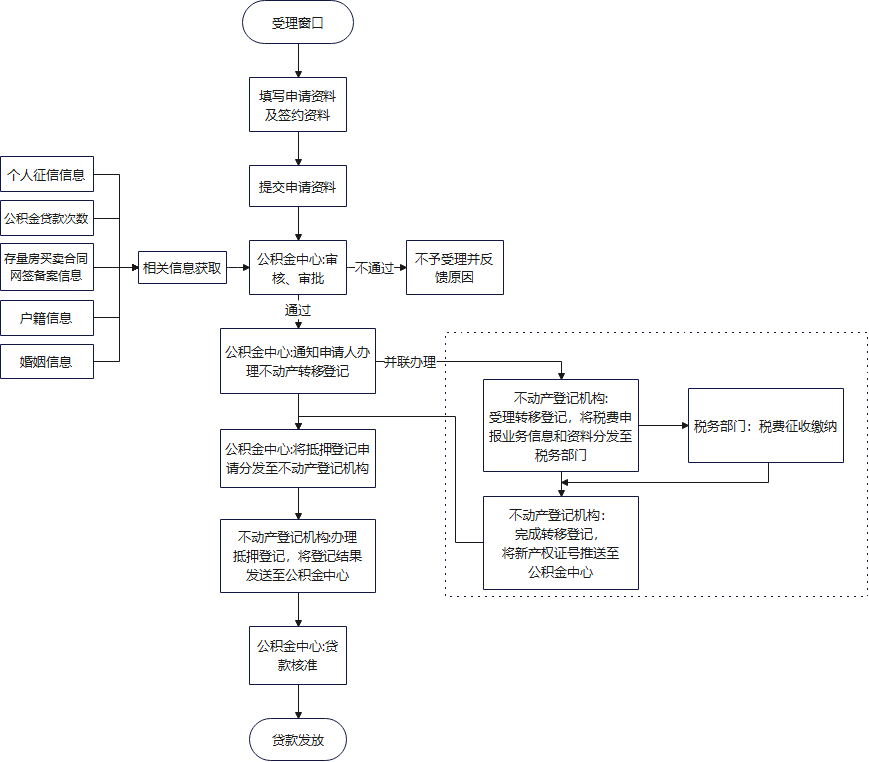 受理窗口
填写申请资料
及签约资料
提交申请资料
个人征信信息
公积金贷款次数
存量房买卖合同
网签备案信息
户籍信息
婚姻信息
相关信息获取
公积金中心:审
核、审批
不通过
不予受理并反
馈原因
通过
公积金中心:通知申请人办
理不动产转移登记
并联办理
不动产登记机构:
受理转移登记，将税费申
报业务信息和资料分发至
税务部门
税务部门：税费征收缴纳
不动产登记机构：
完成转移登记，
将新产权证号推送至
公积金中心
公积金中心:将抵押登记申
请分发至不动产登记机构
不动产登记机构:办理
抵押登记，将登记结果
发送至公积金中心
公积金中心:贷
款核准
贷款发放